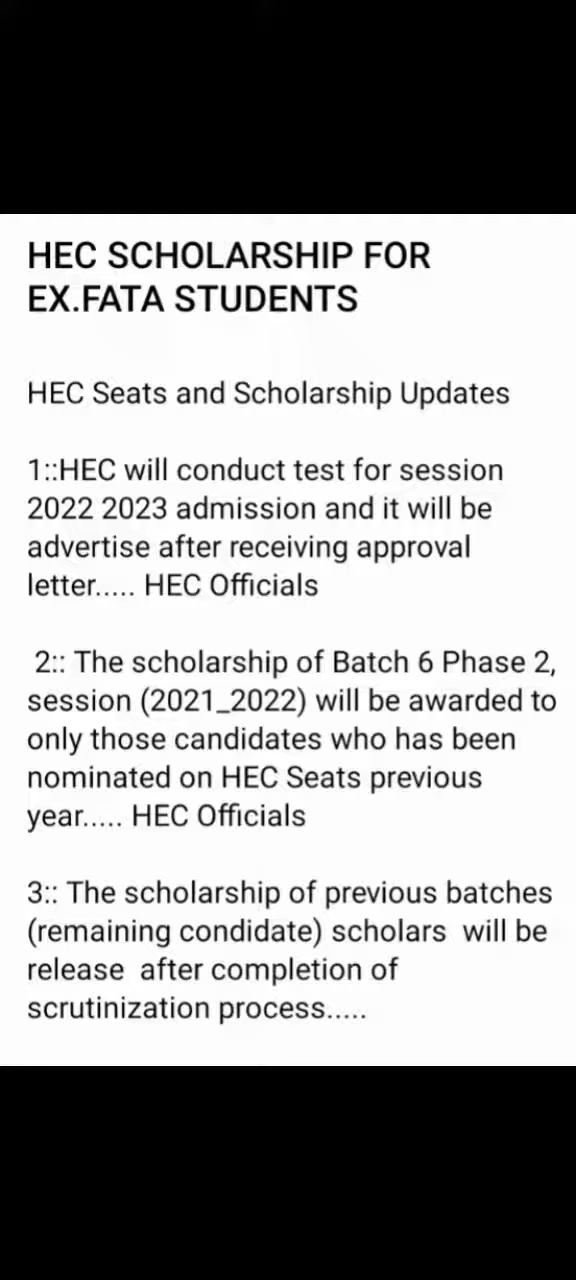 HEC SCHOLARSHIP FOR
EX.FATA STUDENTS
HEC Seats and Scholarship Updates
1::HEC will conduct test for session
2022 2023 admission and it will be
advertise after receiving approval
letter..... HEC Officials
2:: The scholarship of Batch 6 Phase 2,
session (2021_2022) will be awarded to
only those candidates who has been
nominated on HEC Seats previous
year..... HEC Officials
3:: The scholarship of previous batches
(remaining condidate) scholars  will be
release  after completion of
scrutinization process.....